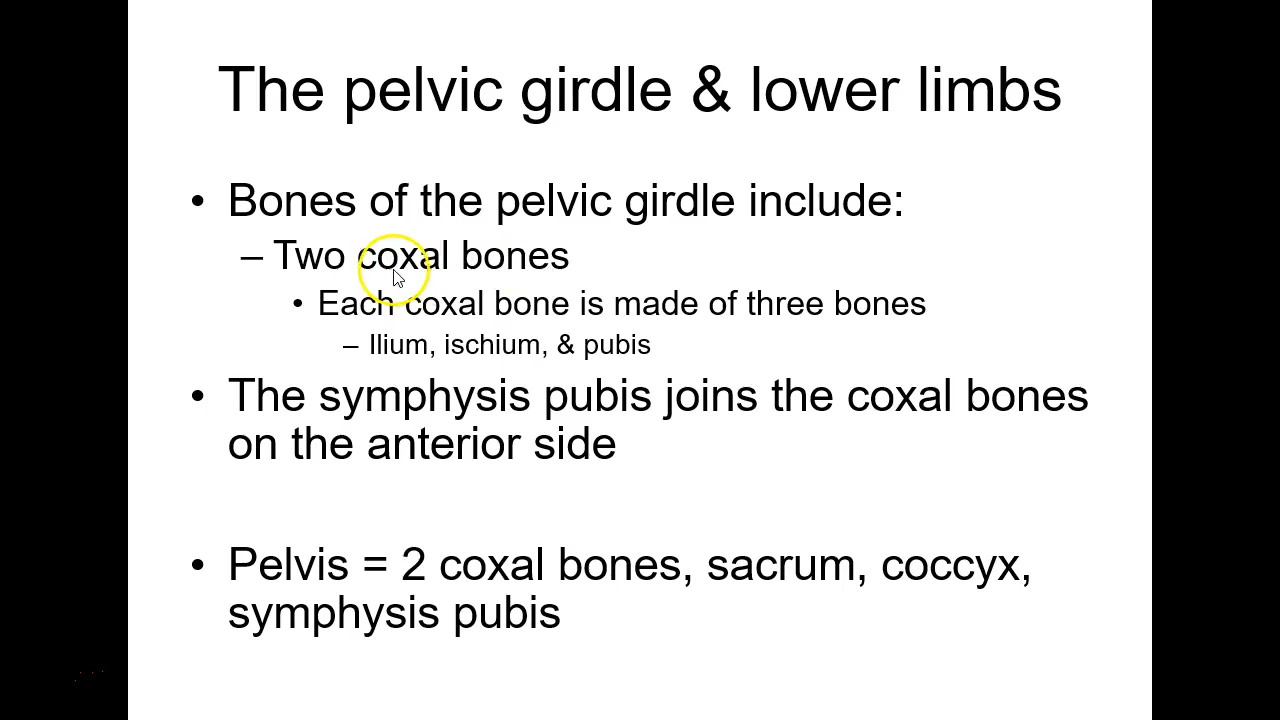 The pelvic girdle & lower limbs
• Bones of the pelvic girdle include:
– Two coxal bones
• Each coxal bone is made of three bones
– Ilium, ischium, & pubis
• The symphysis pubis joins the coxal bones
on the anterior side
• Pelvis = 2 coxal bones, sacrum, coccyx,
symphysis pubis